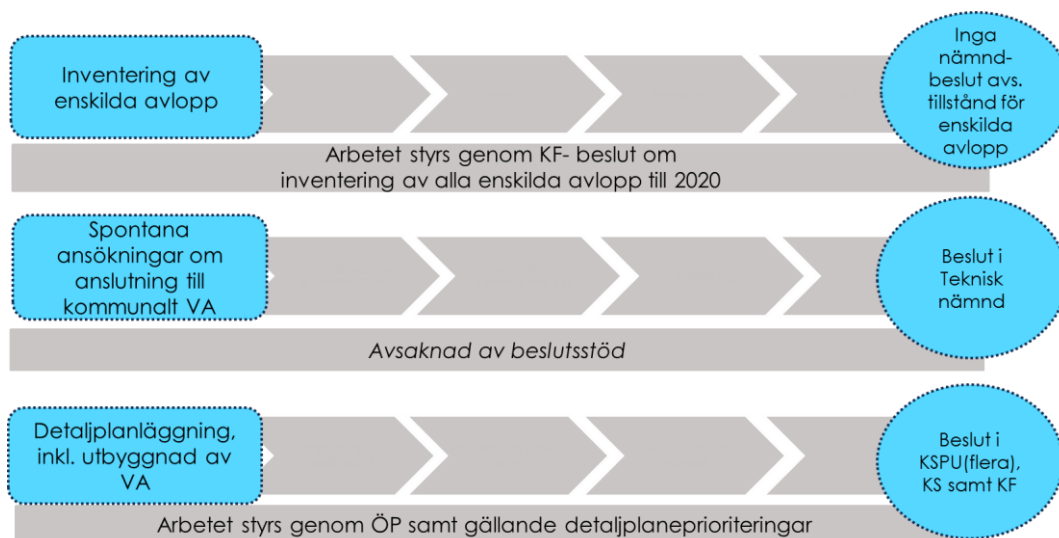 Inventering av
enskilda avlopp
Inga
nämnd-
beslut avs.
tillstånd för
enskilda
avlopp
Arbetet styrs genom KF- beslut om
inventering av alla enskilda avlopp till 2020
Spontana
ansökningar om
anslutning till
kommunalt VA
Beslut i
Teknisk
nämnd
Avsaknad av beslutsstöd
Detaljplanläggning,
inkl. utbyggnad av
VA
Beslut i
KSPU(flera),
KS samt KF
Arbetet styrs genom ÖP samt gällande detaljplaneprioriteringar